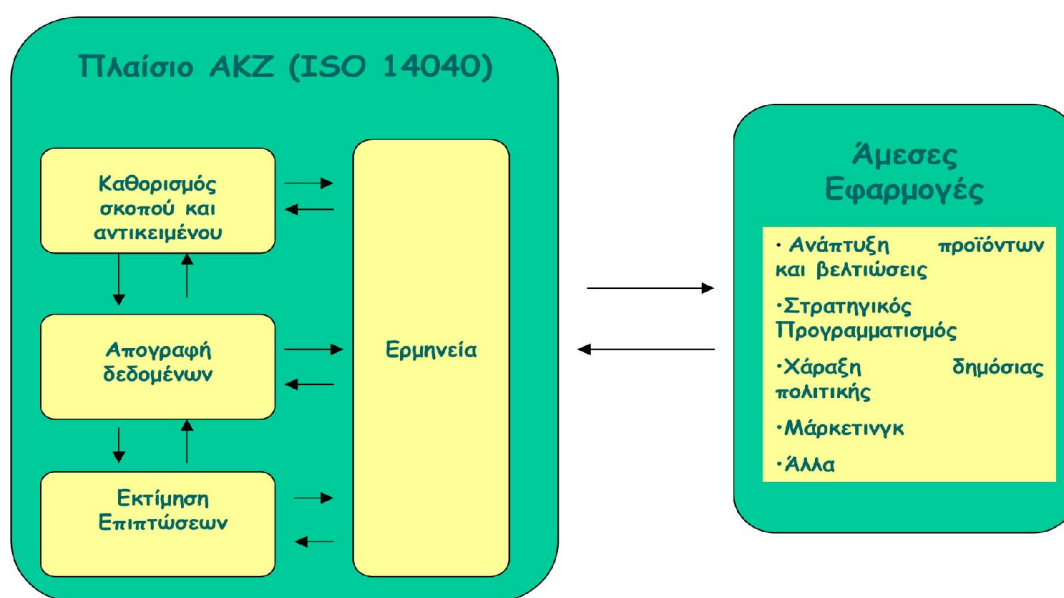 Πλαίσιο ΑΚΖ (ISO 14040)
Καθορισμός
σκοπού και
αντικειμένου
Απογραφή
δεδομένων
Εκτίμηση
Επιπτώσεων
Ερμηνεία
Άμεσες
Εφαρμογές
• Ανάπτυξη προϊόντων
και βελτιώσεις
•Στρατηγικός
Προγραμματισμός
•Χάραξη δημόσιας
πολιτικής
•Μάρκετινγκ
•Άλλα